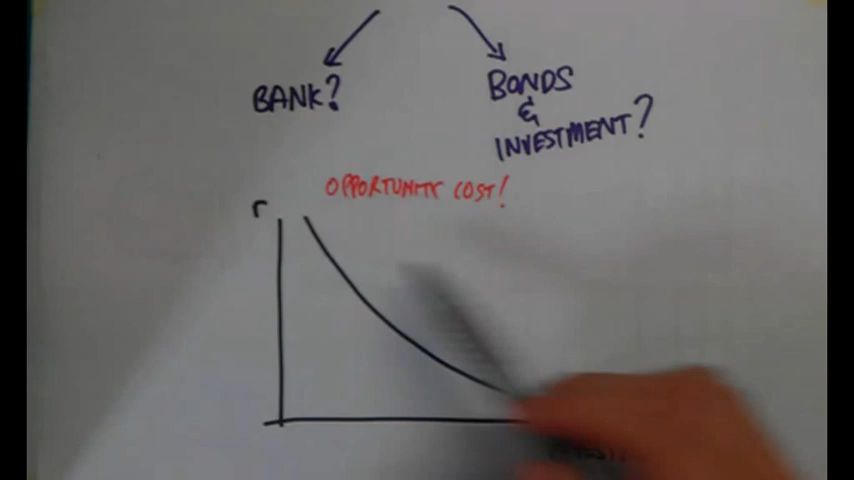 BANK?
BONDS
&
INVESTMENT?
OPPORTUNITY COST!
r